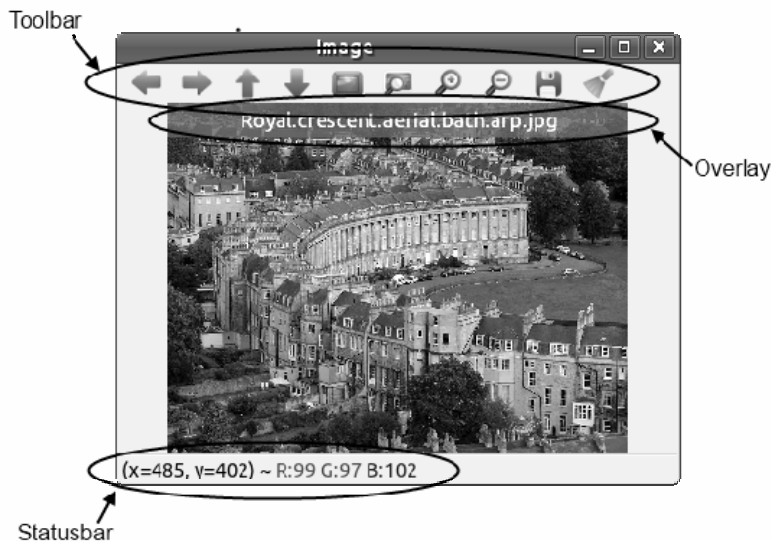 Toolbar
Image
Royal.crescent.aerial.bath.arp.jpg
Overlay
(x=485, y=402) ~ R:99 G:97 B:102
Statusbar